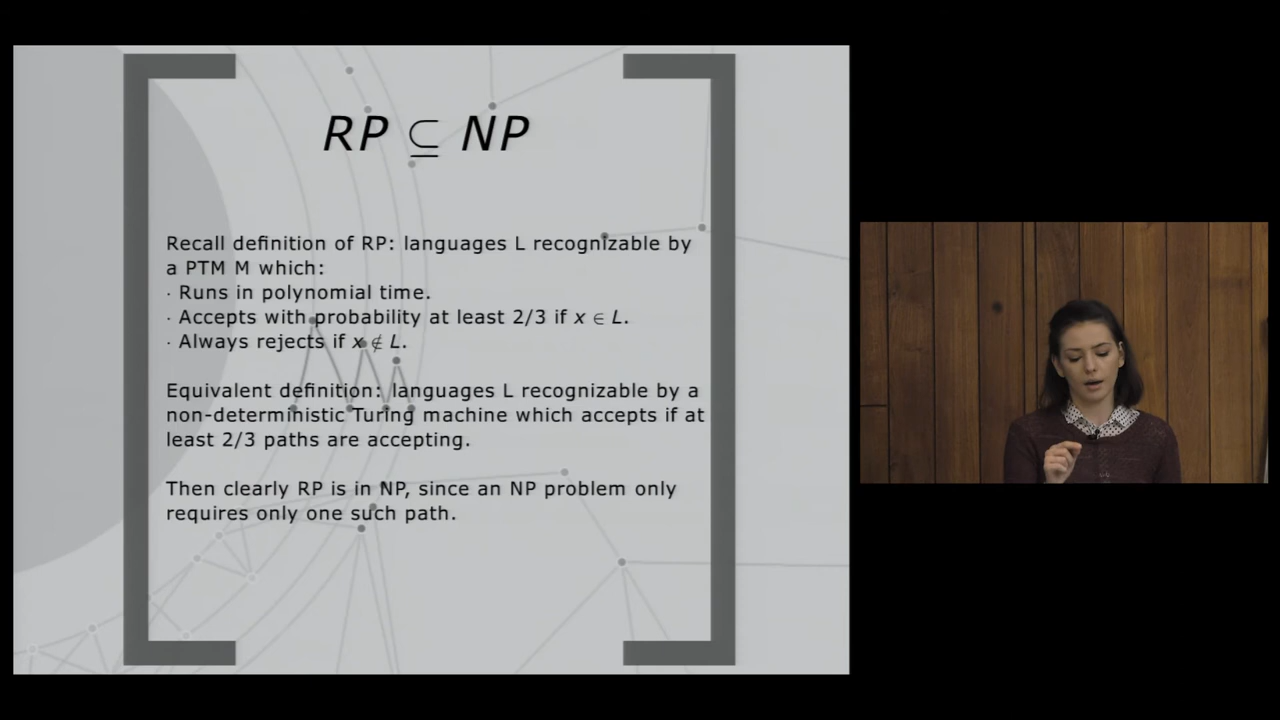 RP ⊆ NP
Recall definition of RP: languages L recognizable by
a PTM M which:
· Runs in polynomial time.
· Accepts with probability at least 2/3 if x ∈ L.
· Always rejects if x ∉ L.
Equivalent definition: languages L recognizable by a
non-deterministic Turing machine which accepts if at
least 2/3 paths are accepting.
Then clearly RP is in NP, since an NP problem only
requires only one such path.